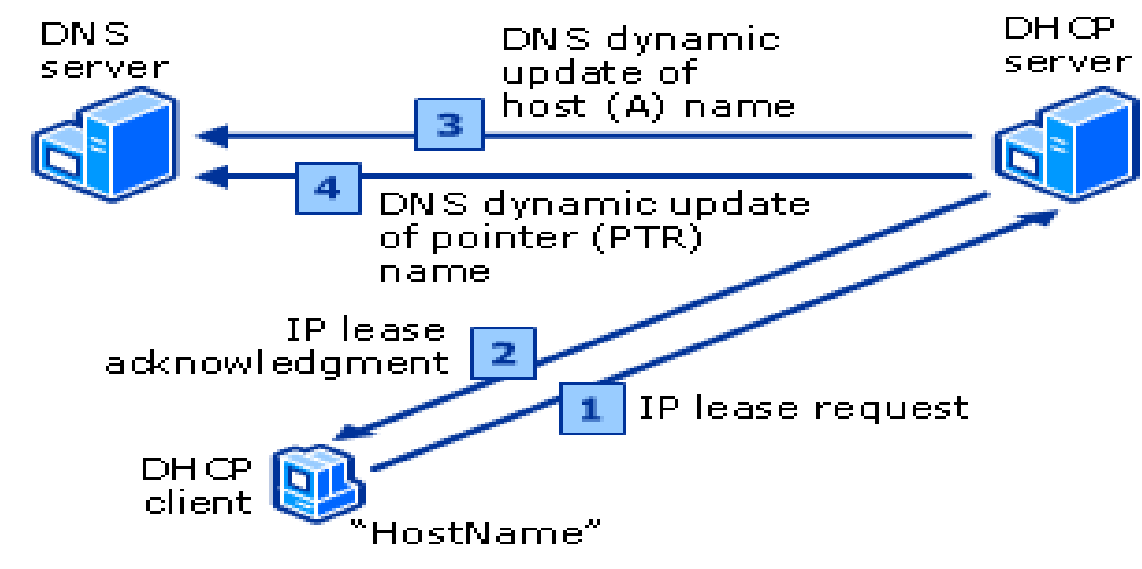 DNS
server
DNS dynamic
update of
host (A) name
DHCP
server
3
4
DNS dynamic update
of pointer (PTR)
name
IP lease
acknowledgment
2
1
IP lease request
DHCP
client
"HostName"